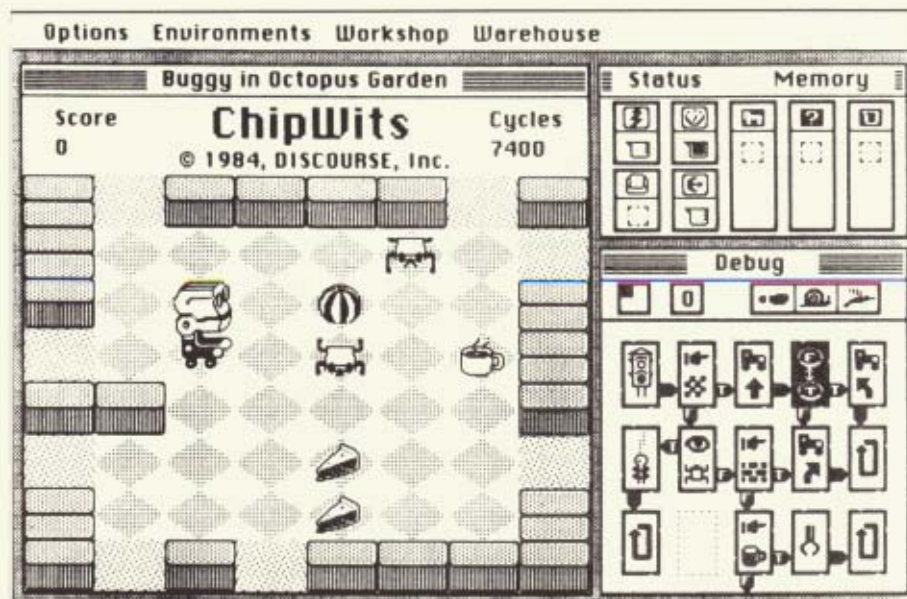 Options Environments Workshop Warehouse
Buggy in Octopus Garden
Score
0
ChipWits
© 1984, DISCOURSE, Inc.
Cycles
7400
Status Memory
?
Debug
0